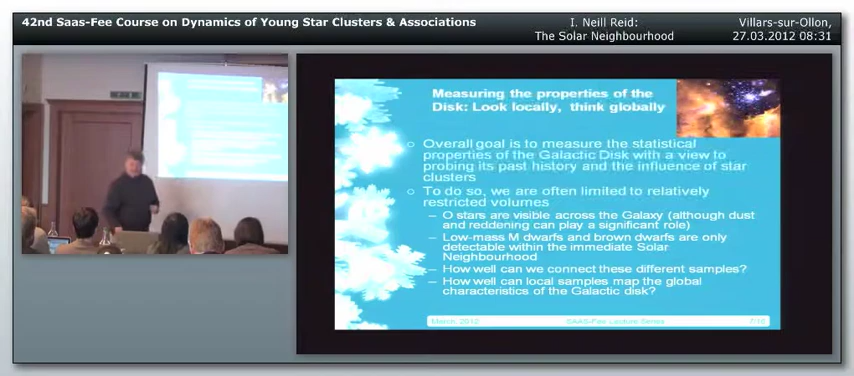 42nd Saas-Fee Course on Dynamics of Young Star Clusters & Associations
I. Neill Reid:
The Solar Neighbourhood
Villars-sur-Ollon,
27.03.2012 08:31
Measuring the properties of the
Disk: Look locally, think globally
Overall goal is to measure the statistical
properties of the Galactic Disk with a view to
probing its past history and the influence of star
clusters
To do so, we are often limited to relatively
restricted volumes
– O stars are visible across the Galaxy (although dust
and reddening can play a significant role)
– Low-mass M dwarfs and brown dwarfs are only
detectable within the immediate Solar
Neighbourhood
– How well can we connect these different samples?
– How well can local samples map the global
characteristics of the Galactic disk?
March, 2012
SAAS-Fee Lecture Series